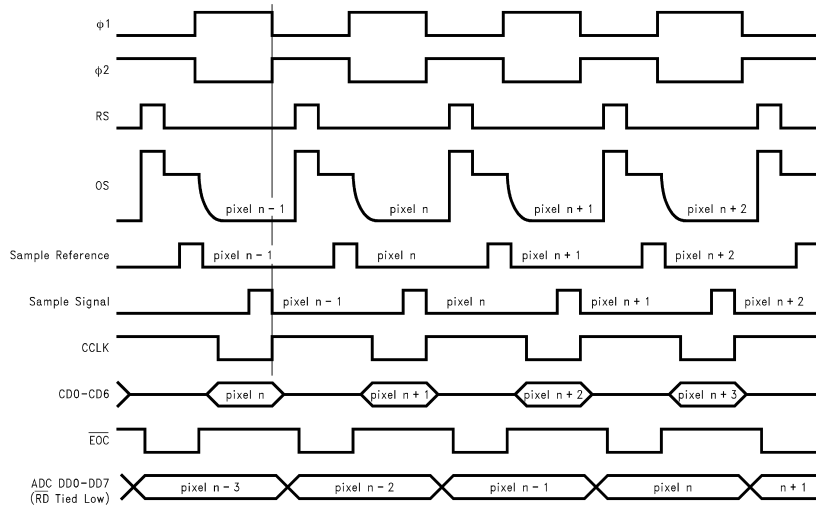 φ1
φ2
RS
OS
pixel n − 1
pixel n
pixel n + 1
pixel n + 2
Sample Reference
pixel n − 1
pixel n
pixel n + 1
pixel n + 2
Sample Signal
pixel n − 1
pixel n
pixel n + 1
pixel n + 2
CCLK
CD0–CD6
pixel n
pixel n + 1
pixel n + 2
pixel n + 3
E̅O̅C̅
ADC DD0–DD7
(R̅D̅ Tied Low)
pixel n − 3
pixel n − 2
pixel n − 1
pixel n
n + 1